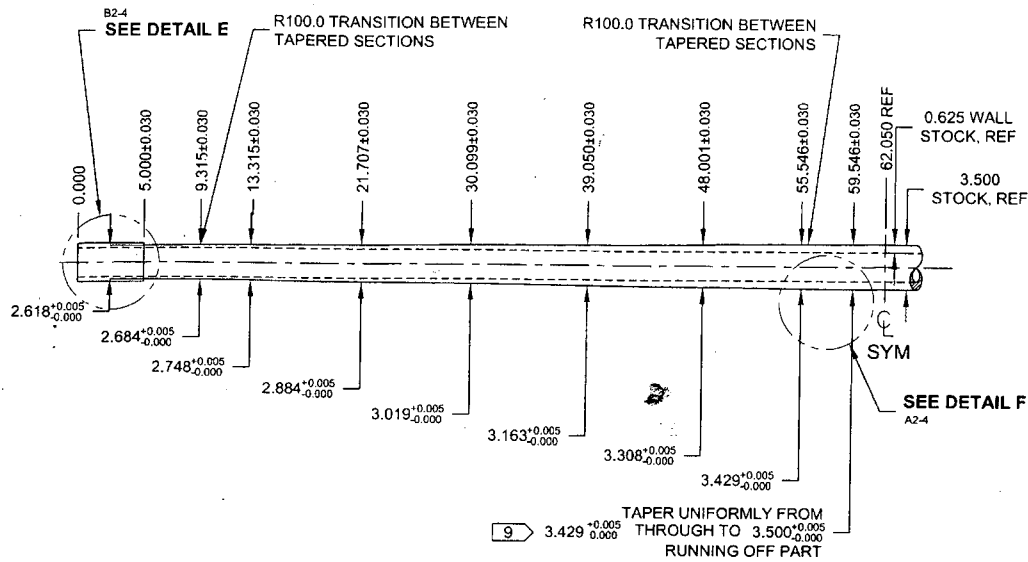 B2-4
SEE DETAIL E
R100.0 TRANSITION BETWEEN
TAPERED SECTIONS
R100.0 TRANSITION BETWEEN
TAPERED SECTIONS
0.000
5.000±0.030
9.315±0.030
13.315±0.030
21.707±0.030
30.099±0.030
39.050±0.030
48.001±0.030
55.546±0.030
59.546±0.030
62.050 REF
0.625 WALL
STOCK, REF
3.500
STOCK, REF
2.618 +0.005 -0.000
2.684 +0.005 -0.000
2.748 +0.005 -0.000
2.884 +0.005 -0.000
3.019 +0.005 -0.000
3.163 +0.005 -0.000
3.308 +0.005 -0.000
3.429 +0.005 -0.000
CL
SYM
SEE DETAIL F
A2-4
TAPER UNIFORMLY FROM
9 3.429 +0.005 0.000 THROUGH TO 3.500 +0.005 -0.000
RUNNING OFF PART